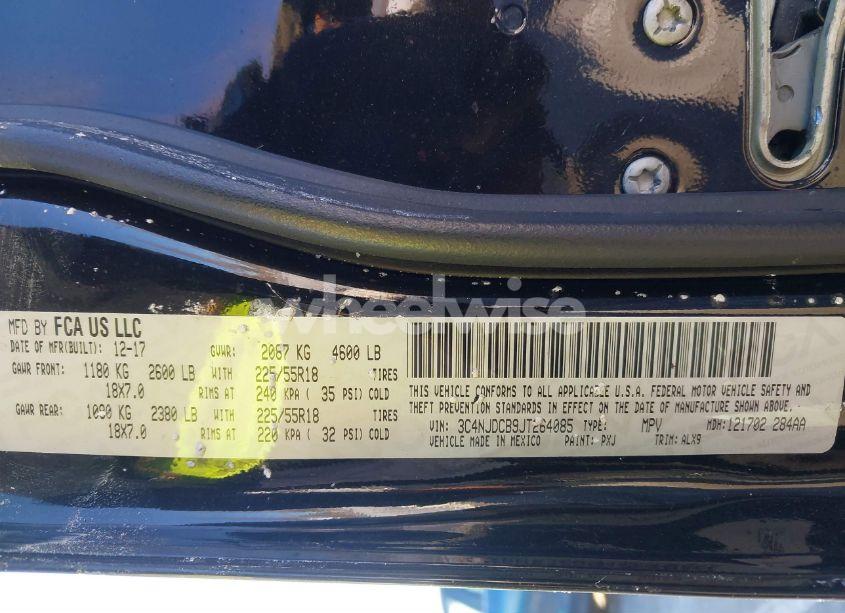 wheelwise
MFD BY FCA US LLC
DATE OF MFR(BUILT): 12-17 GVWR: 2067 KG 4600 LB
GAWR FRONT: 1180 KG 2600 LB WITH 225/55R18 TIRES
18X7.0 RIMS AT 240 KPA ( 35 PSI) COLD
GAWR REAR: 1090 KG 2380 LB WITH 225/55R18 TIRES
18X7.0 RIMS AT 220 KPA ( 32 PSI) COLD
THIS VEHICLE CONFORMS TO ALL APPLICABLE U.S.A. FEDERAL MOTOR VEHICLE SAFETY AND
THEFT PREVENTION STANDARDS IN EFFECT ON THE DATE OF MANUFACTURE SHOWN ABOVE.
VIN: 3C4NJDCB9JT264085 TYPE: MPV MDH: 121702 284AA
VEHICLE MADE IN MEXICO PAINT: PXJ TRIM: ALX9